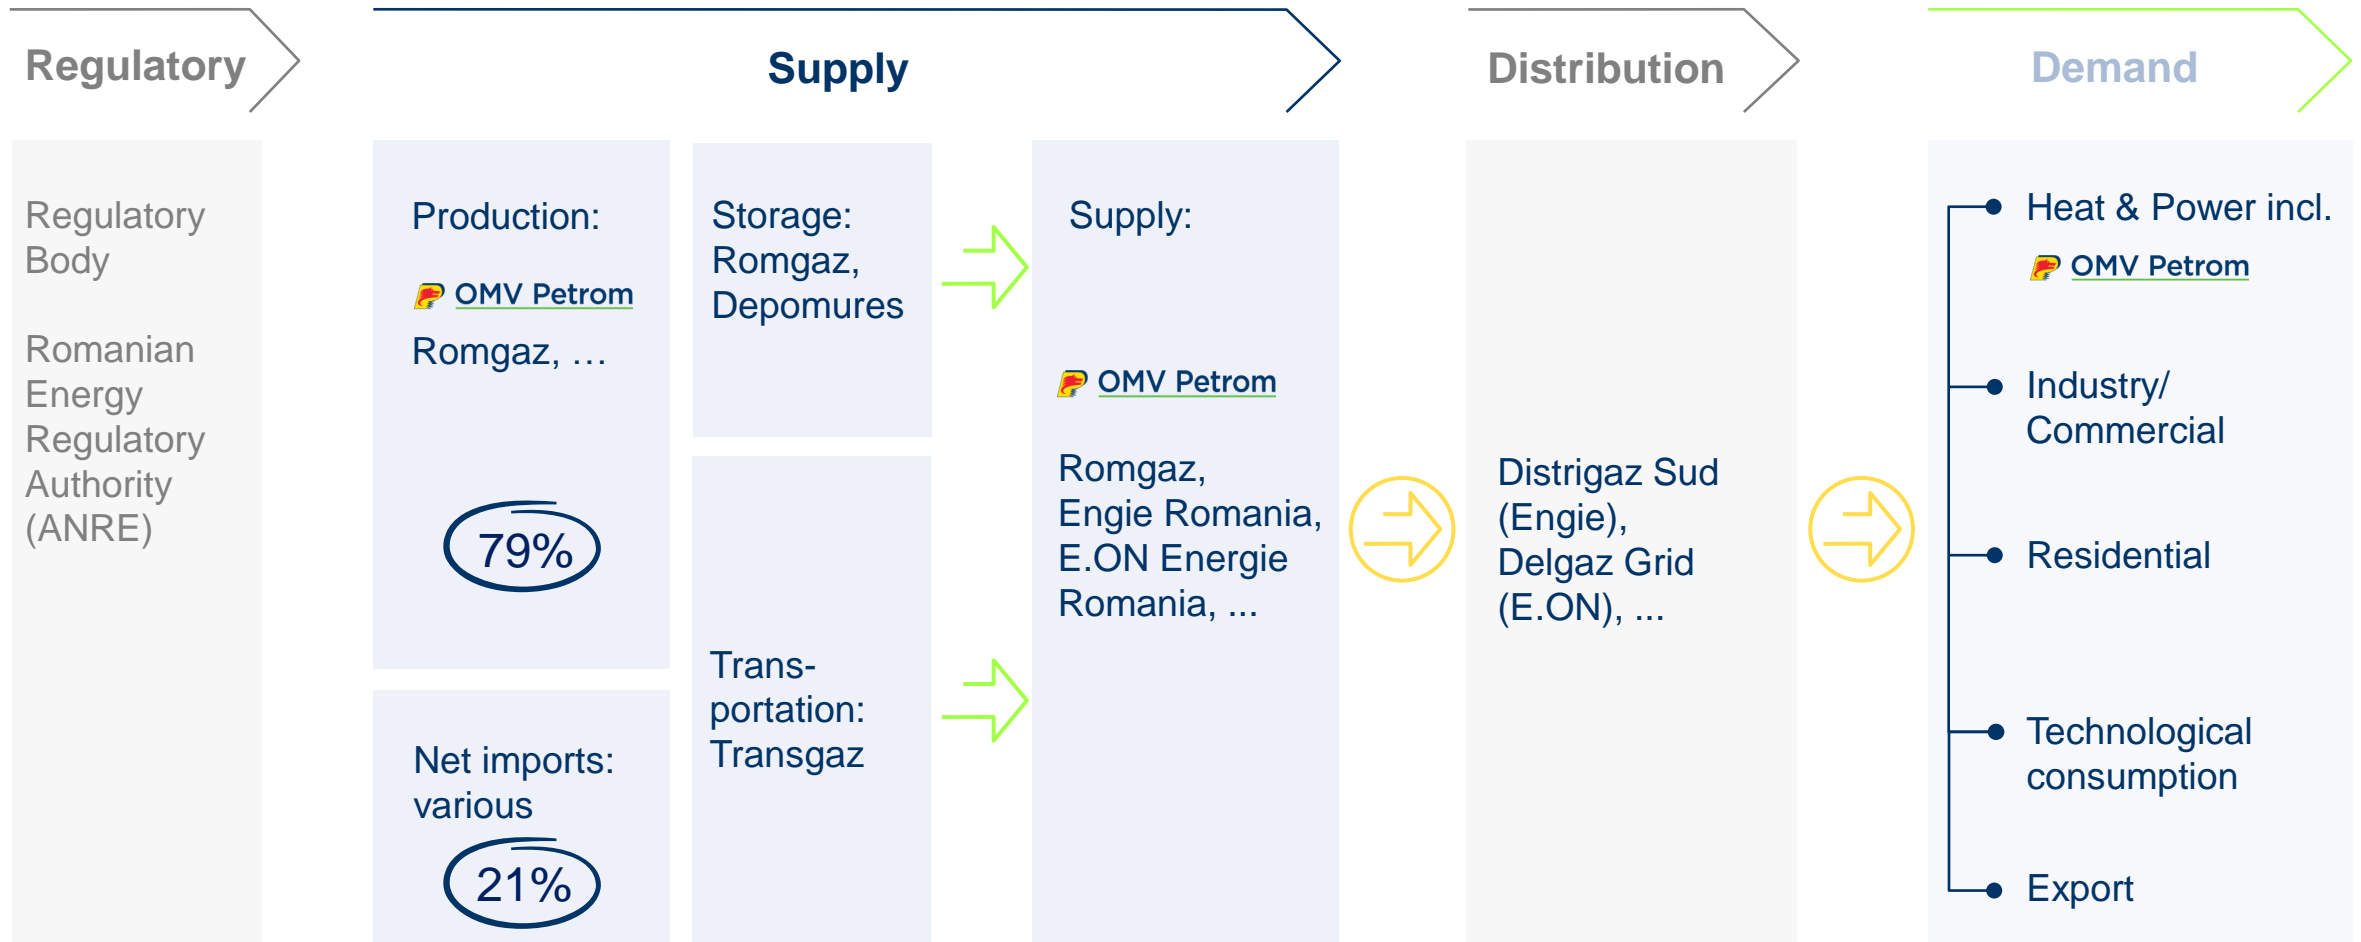 Regulatory
Supply
Distribution
Demand
Regulatory
Body
Romanian
Energy
Regulatory
Authority
(ANRE)
Production:
OMV Petrom
Romgaz, …
79%
Net imports:
various
21%
Storage:
Romgaz,
Depomures
Trans-
portation:
Transgaz
Supply:
OMV Petrom
Romgaz,
Engie Romania,
E.ON Energie
Romania, ...
Distrigaz Sud
(Engie),
Delgaz Grid
(E.ON), ...
Heat & Power incl.
OMV Petrom
Industry/
Commercial
Residential
Technological
consumption
Export